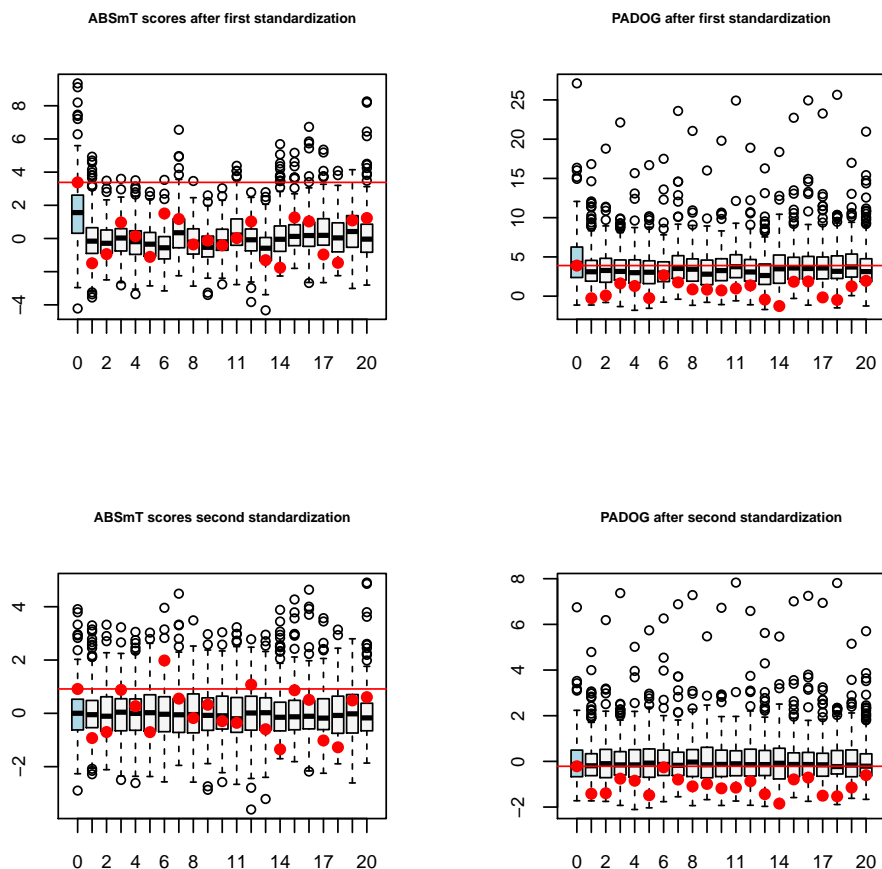 ABSmT scores after first standardization
8
6
4
2
0
−4
0 2 4 6 8 11 14 17 20
PADOG after first standardization
25
20
15
10
5
0
0 2 4 6 8 11 14 17 20
ABSmT scores second standardization
4
2
0
−2
0 2 4 6 8 11 14 17 20
PADOG after second standardization
8
6
4
2
0
−2
0 2 4 6 8 11 14 17 20